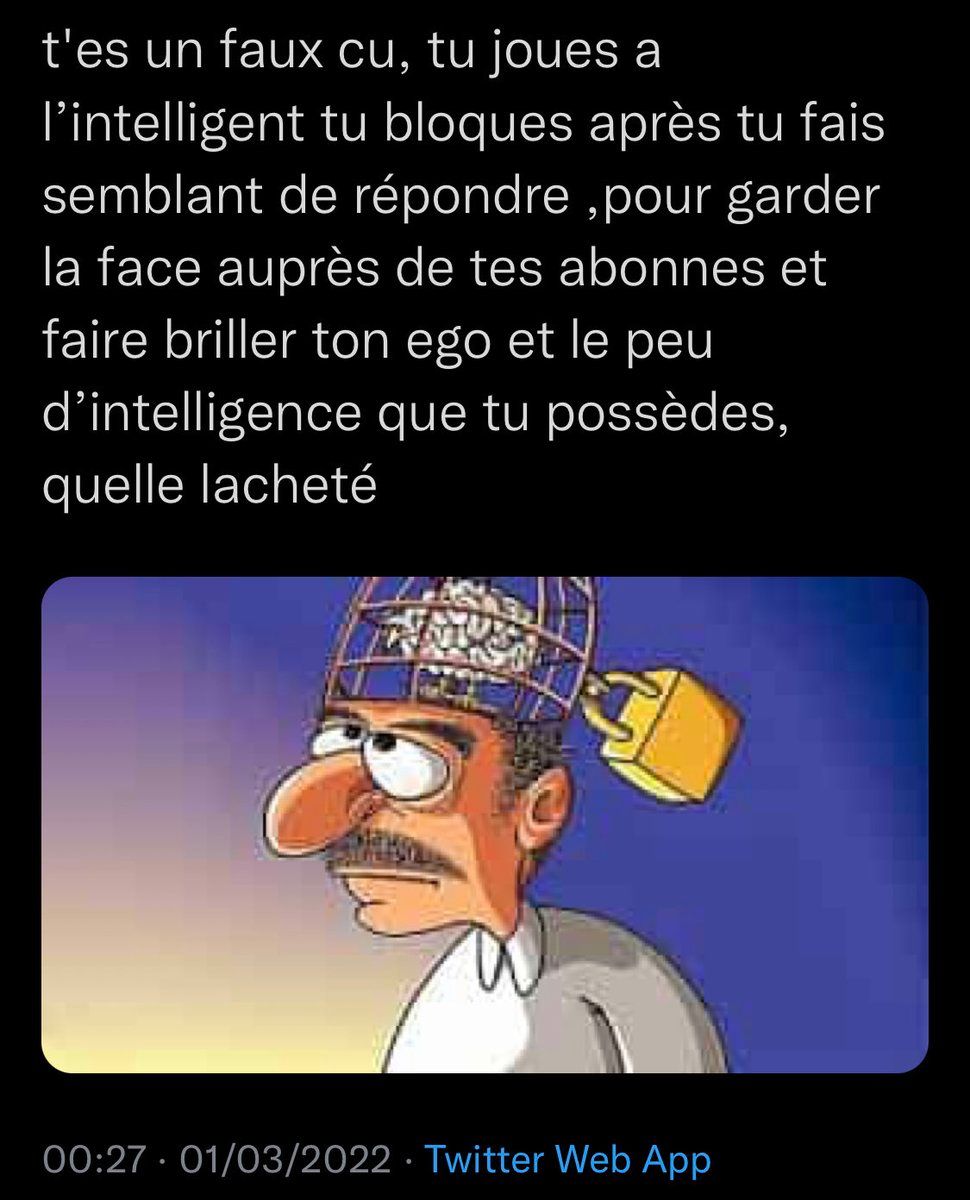 t'es un faux cu, tu joues a
l’intelligent tu bloques après tu fais
semblant de répondre ,pour garder
la face auprès de tes abonnes et
faire briller ton ego et le peu
d’intelligence que tu possèdes,
quelle lacheté
00:27 · 01/03/2022 · Twitter Web App